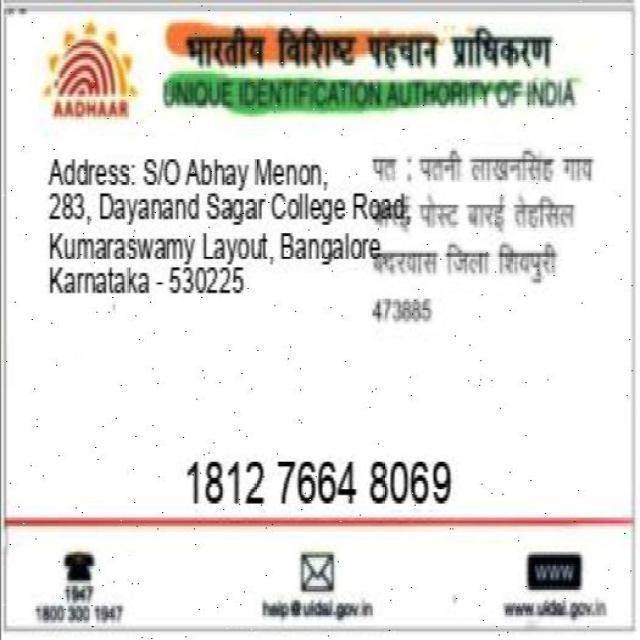 भारतीय विशिष्ट पहचान प्राधिकरण
UNIQUE IDENTIFICATION AUTHORITY OF INDIA
AADHAAR
Address: S/O Abhay Menon,
283, Dayanand Sagar College Road,
Kumaraswamy Layout, Bangalore
Karnataka - 530225
पत : पतनी लाखनसिंह गाव
पोस्ट बारई तेहसिल
बदरवास जिला शिवपुरी
473885
1812 7664 8069
1947
1800 300 1947
help@uidai.gov.in
www
www.uidai.gov.in